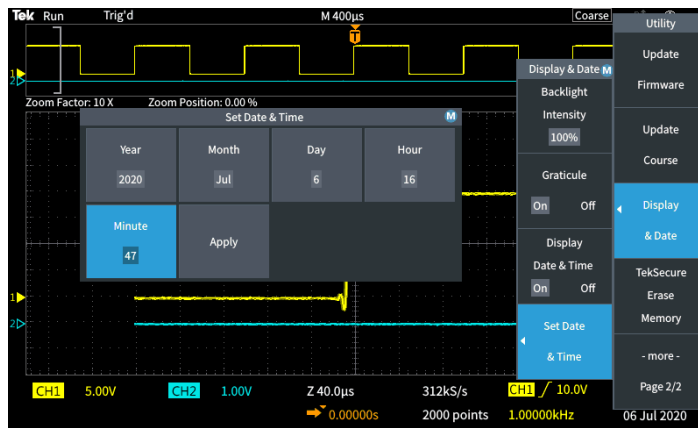 Tek Run Trig'd M 400µs Coarse
Utility
T
Update
Firmware
1
2
Display & Date M
Backlight
Intensity
100%
Zoom Factor: 10 X Zoom Position: 0.00 %
Set Date & Time M
Year Month Day Hour
2020 Jul 6 16
Minute
47
Apply
Update
Course
Graticule
On Off
Display
& Date
Display
Date & Time
On Off
TekSecure
Erase
Memory
1
2
Set Date
& Time
- more -
Page 2/2
CH1 5.00V CH2 1.00V Z 40.0µs 312kS/s CH1 10.0V
0.00000s 2000 points 1.00000kHz 06 Jul 2020